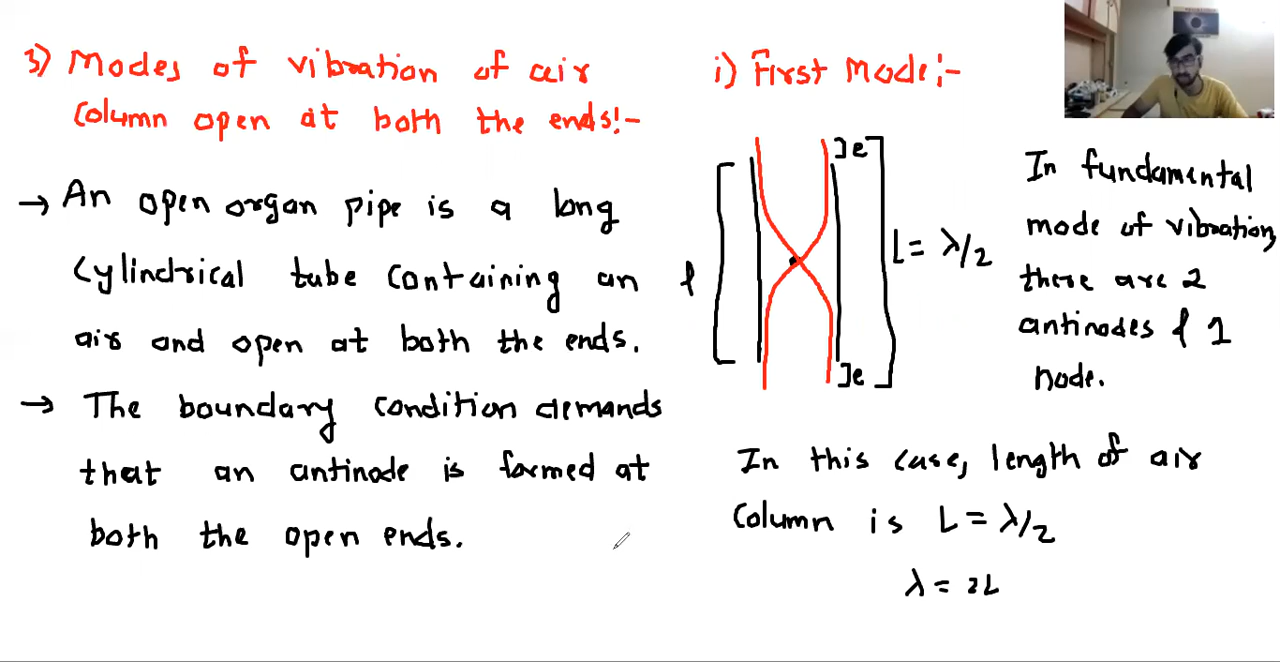 3) Modes of vibration of air
column open at both the ends:-
→ An open organ pipe is a long
cylindrical tube containing an
air and open at both the ends.
→ The boundary condition demands
that an antinode is formed at
both the open ends.
i) First Mode:-
]e
l
L = λ/2
]e
In fundamental
mode of vibration,
there are 2
antinodes & 1
node.
In this case, length of air
column is L = λ/2
λ = 2L